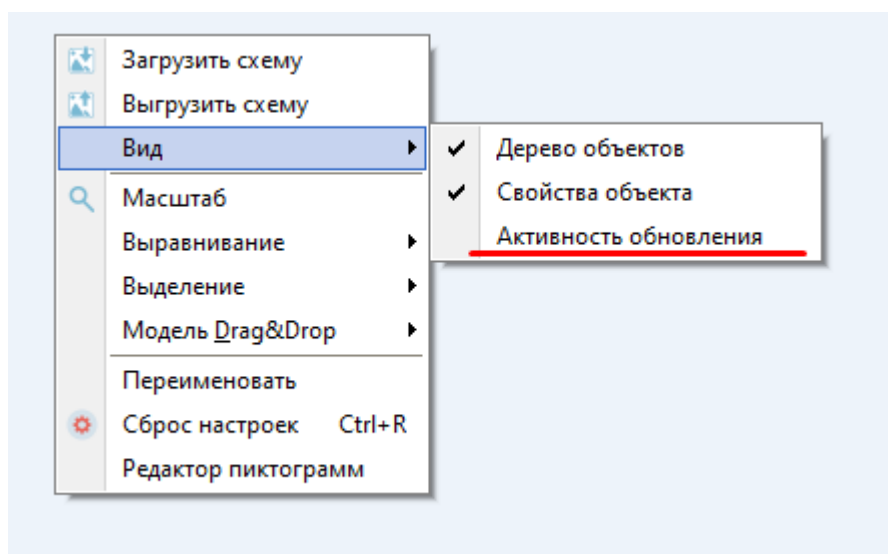 Загрузить схему
Выгрузить схему
Вид
Масштаб
Выравнивание
Выделение
Модель Drag&Drop
Переименовать
Сброс настроек Ctrl+R
Редактор пиктограмм
Дерево объектов
Свойства объекта
Активность обновления